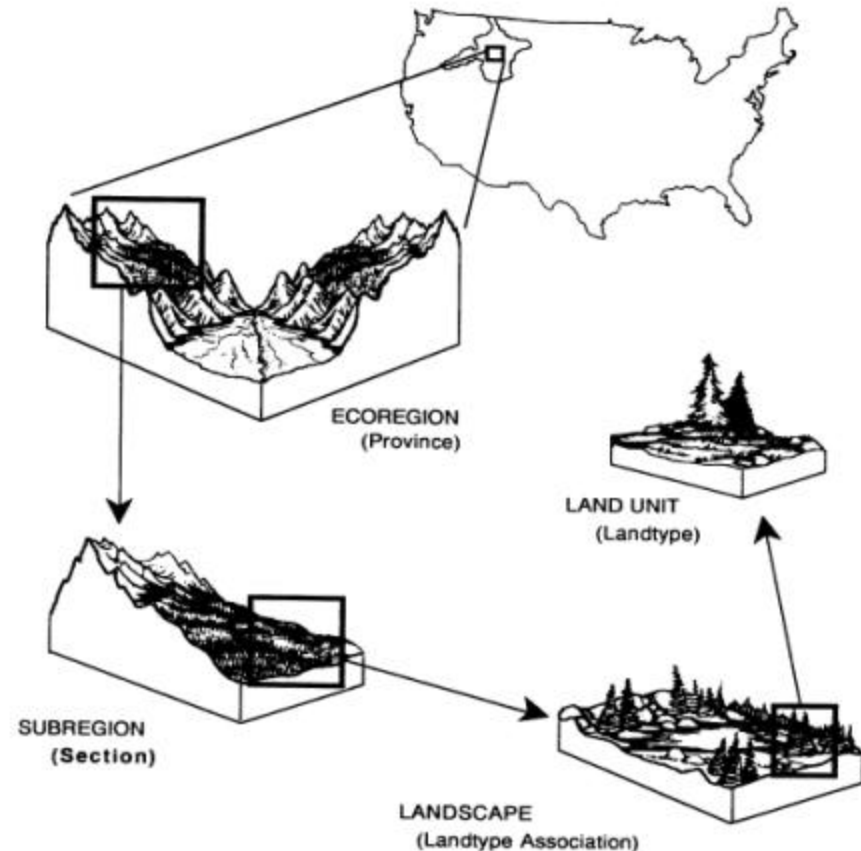 ECOREGION
(Province)
LAND UNIT
(Landtype)
SUBREGION
(Section)
LANDSCAPE
(Landtype Association)